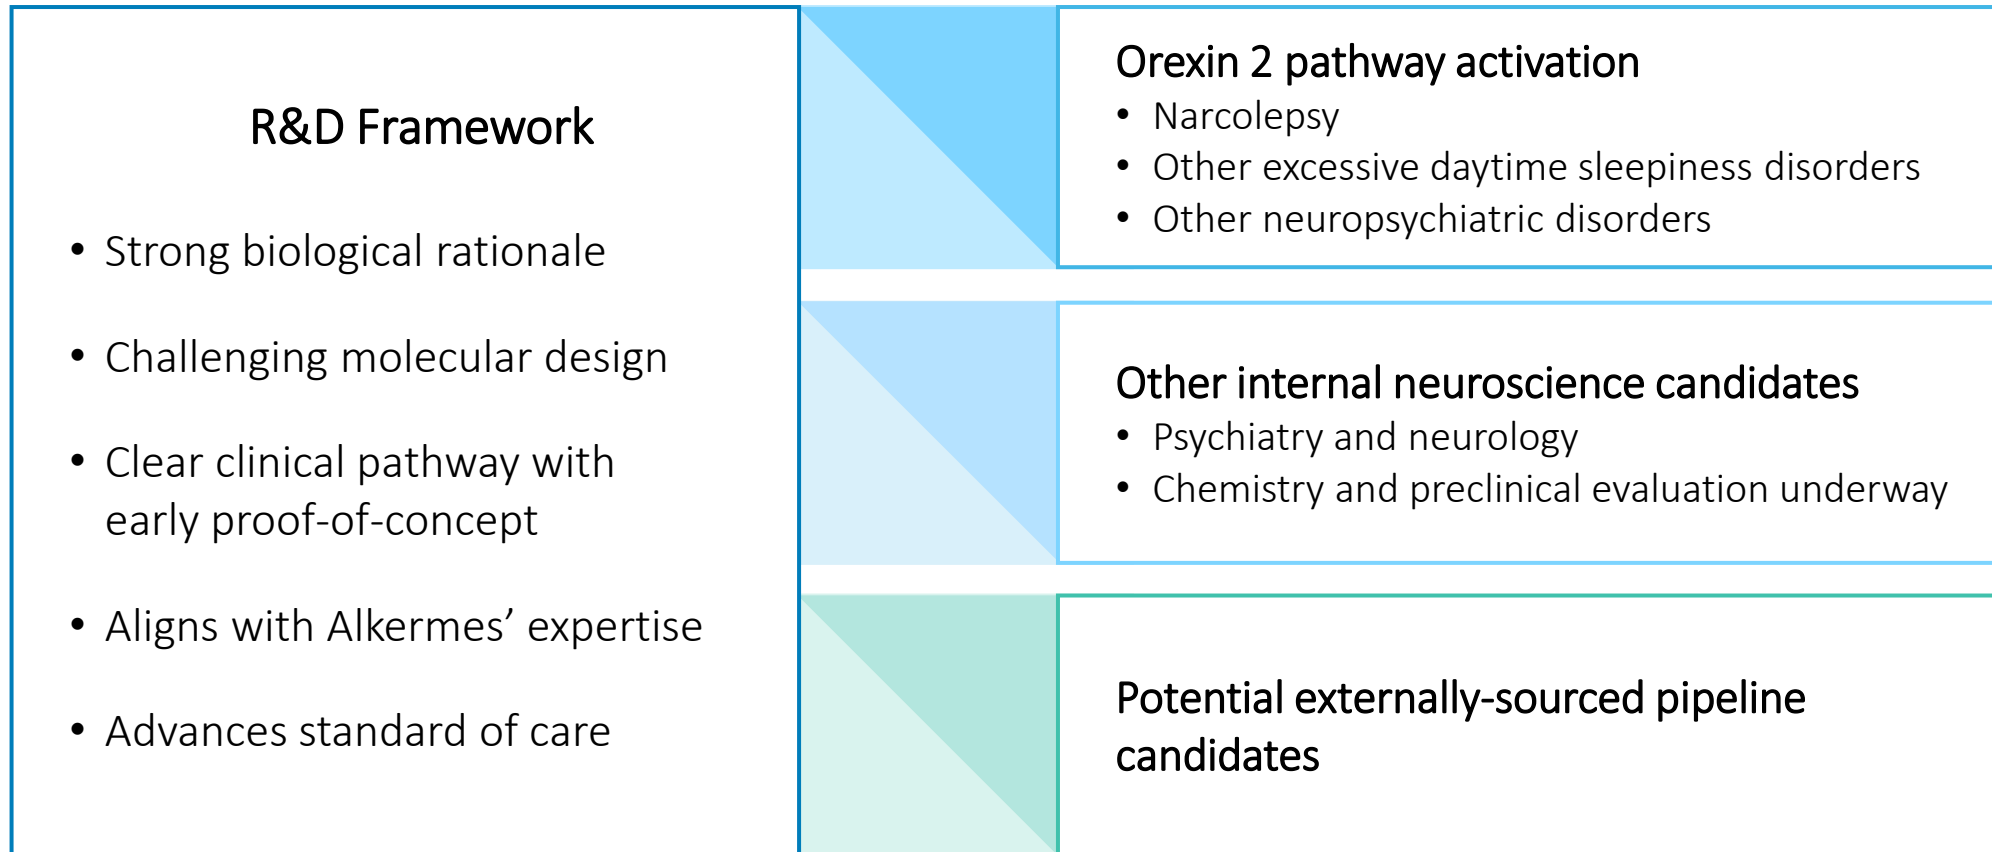 R&D Framework
• Strong biological rationale
• Challenging molecular design
• Clear clinical pathway with
early proof-of-concept
• Aligns with Alkermes’ expertise
• Advances standard of care
Orexin 2 pathway activation
• Narcolepsy
• Other excessive daytime sleepiness disorders
• Other neuropsychiatric disorders
Other internal neuroscience candidates
• Psychiatry and neurology
• Chemistry and preclinical evaluation underway
Potential externally-sourced pipeline
candidates